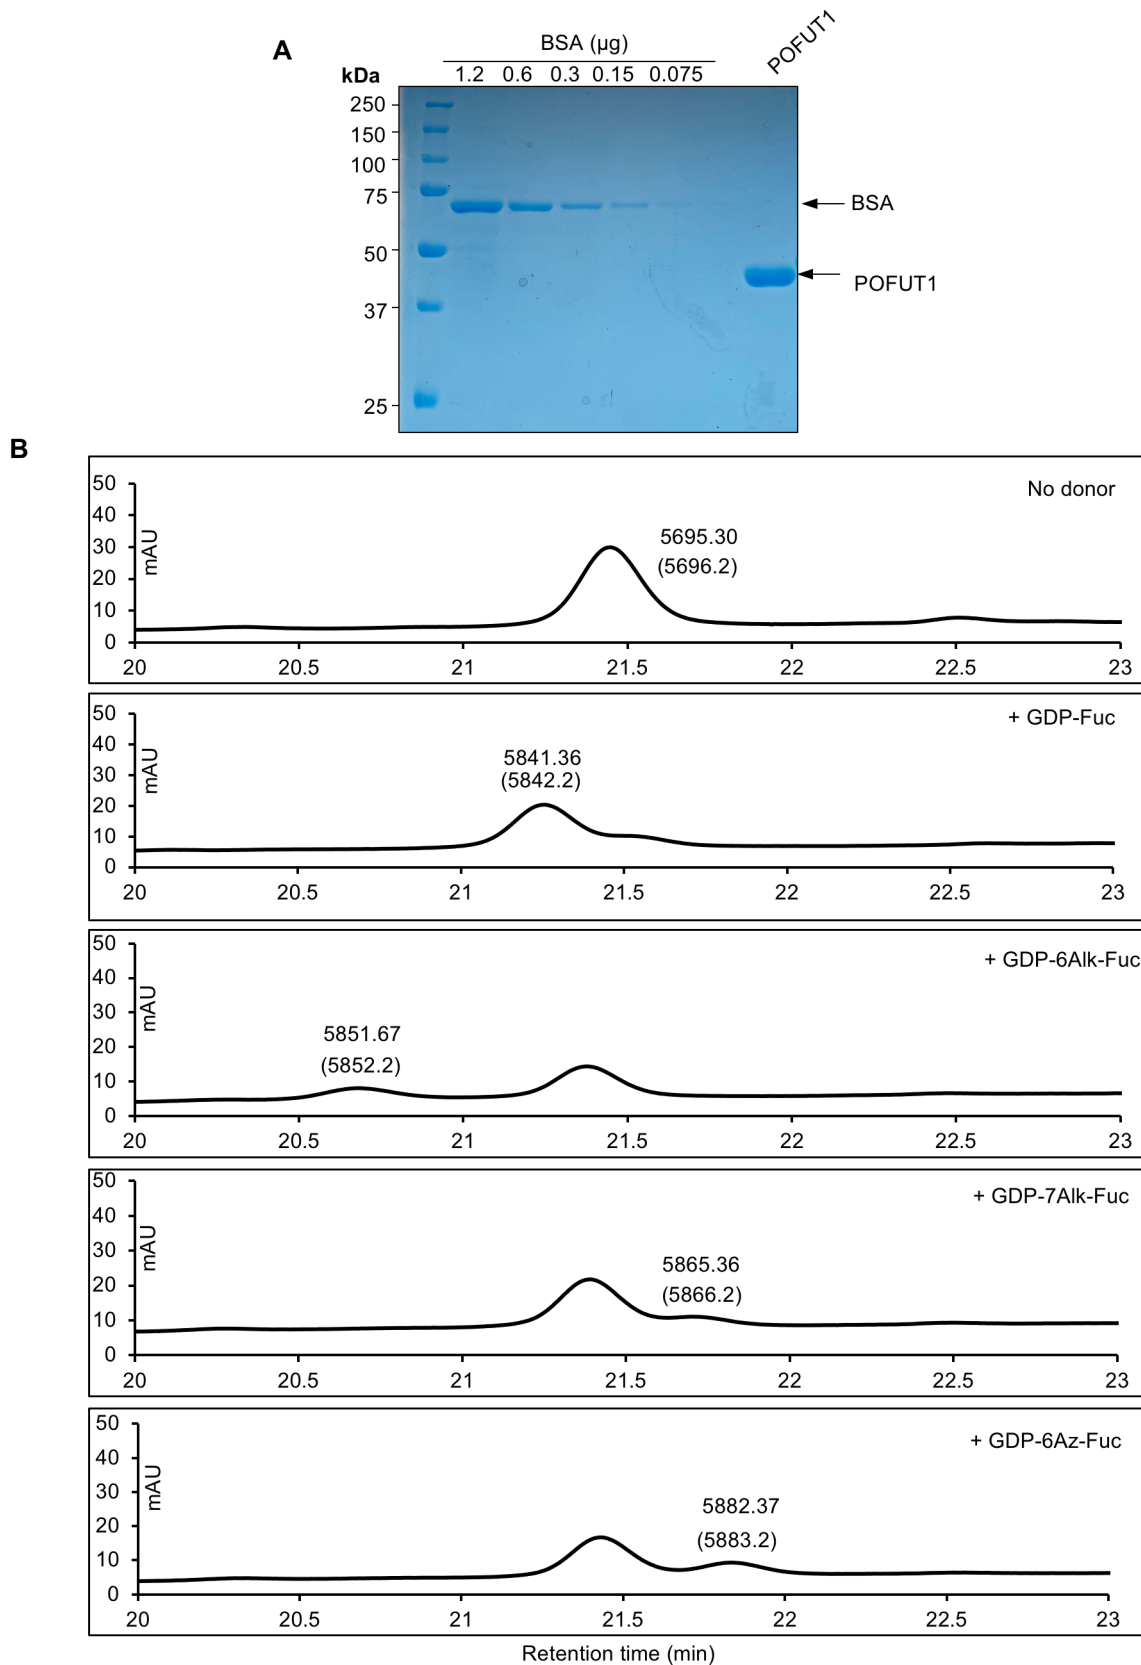 A
BSA (µg)
POFUT1
kDa
1.2 0.6 0.3 0.15 0.075
250
150
100
75
BSA
50
POFUT1
37
25
B
No donor
mAU
50
40
30
20
10
0
5695.30
(5696.2)
20 20.5 21 21.5 22 22.5 23
+ GDP-Fuc
mAU
50
40
30
20
10
0
5841.36
(5842.2)
20 20.5 21 21.5 22 22.5 23
+ GDP-6Alk-Fuc
mAU
50
40
30
20
10
0
5851.67
(5852.2)
20 20.5 21 21.5 22 22.5 23
+ GDP-7Alk-Fuc
mAU
50
40
30
20
10
0
5865.36
(5866.2)
20 20.5 21 21.5 22 22.5 23
+ GDP-6Az-Fuc
mAU
50
40
30
20
10
0
5882.37
(5883.2)
20 20.5 21 21.5 22 22.5 23
Retention time (min)